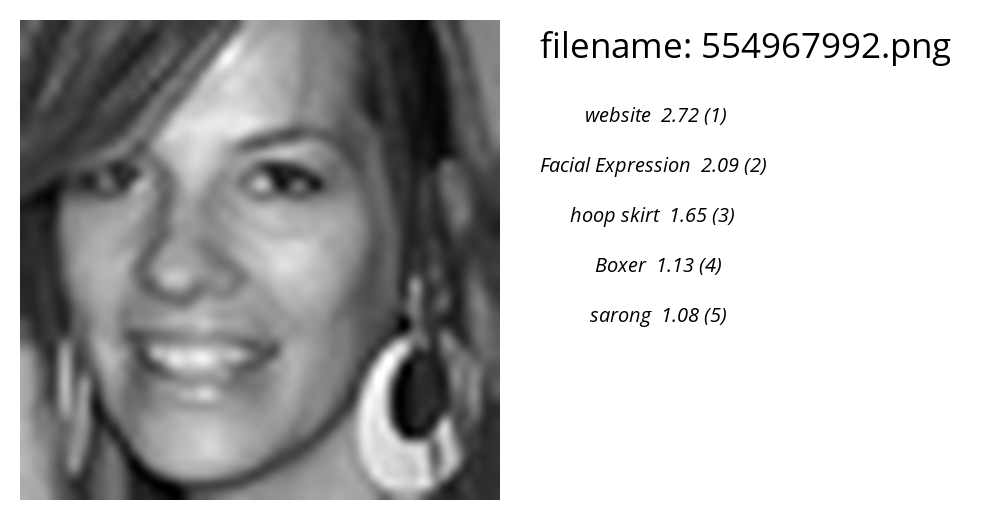 filename: 554967992.png
website 2.72 (1)
Facial Expression 2.09 (2)
hoop skirt 1.65 (3)
Boxer 1.13 (4)
sarong 1.08 (5)